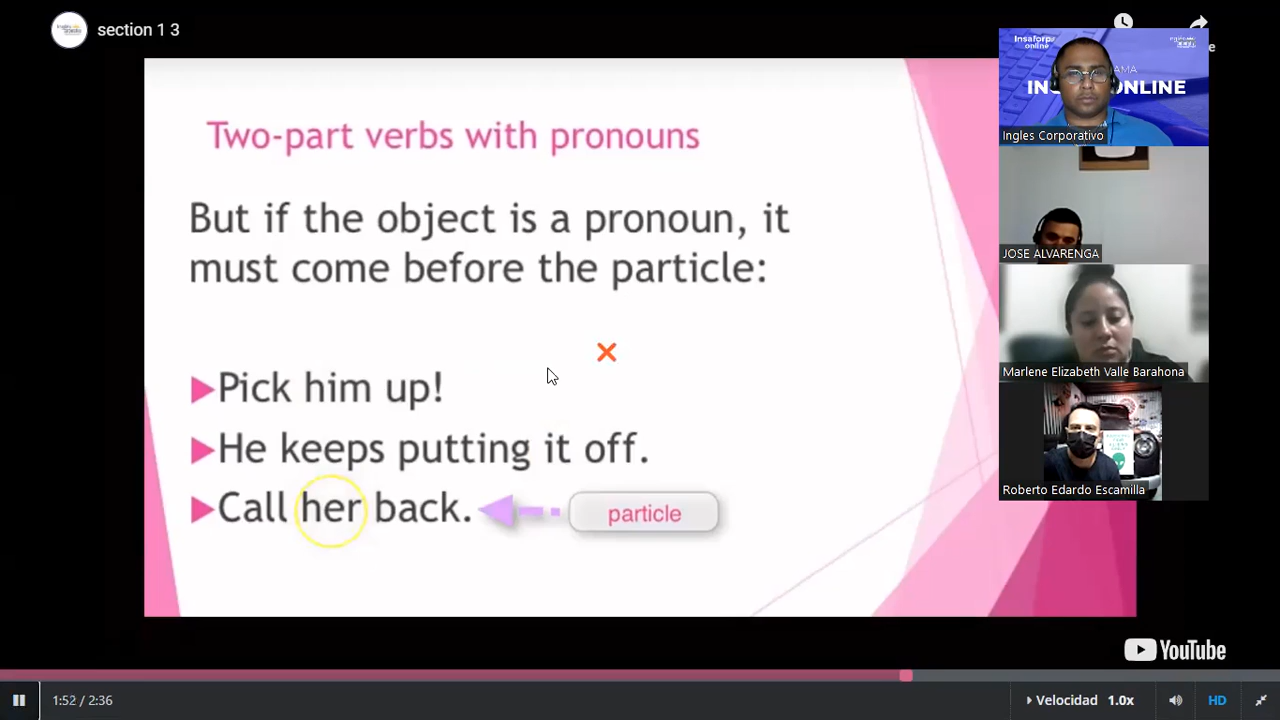 section 1 3
Two-part verbs with pronouns
But if the object is a pronoun, it
must come before the particle:
Pick him up!
He keeps putting it off.
Call her back.
particle
Insaforp
online
Ingles Corporativo
JOSE ALVARENGA
Marlene Elizabeth Valle Barahona
Roberto Edardo Escamilla
YouTube
1:52 / 2:36
Velocidad 1.0x
HD